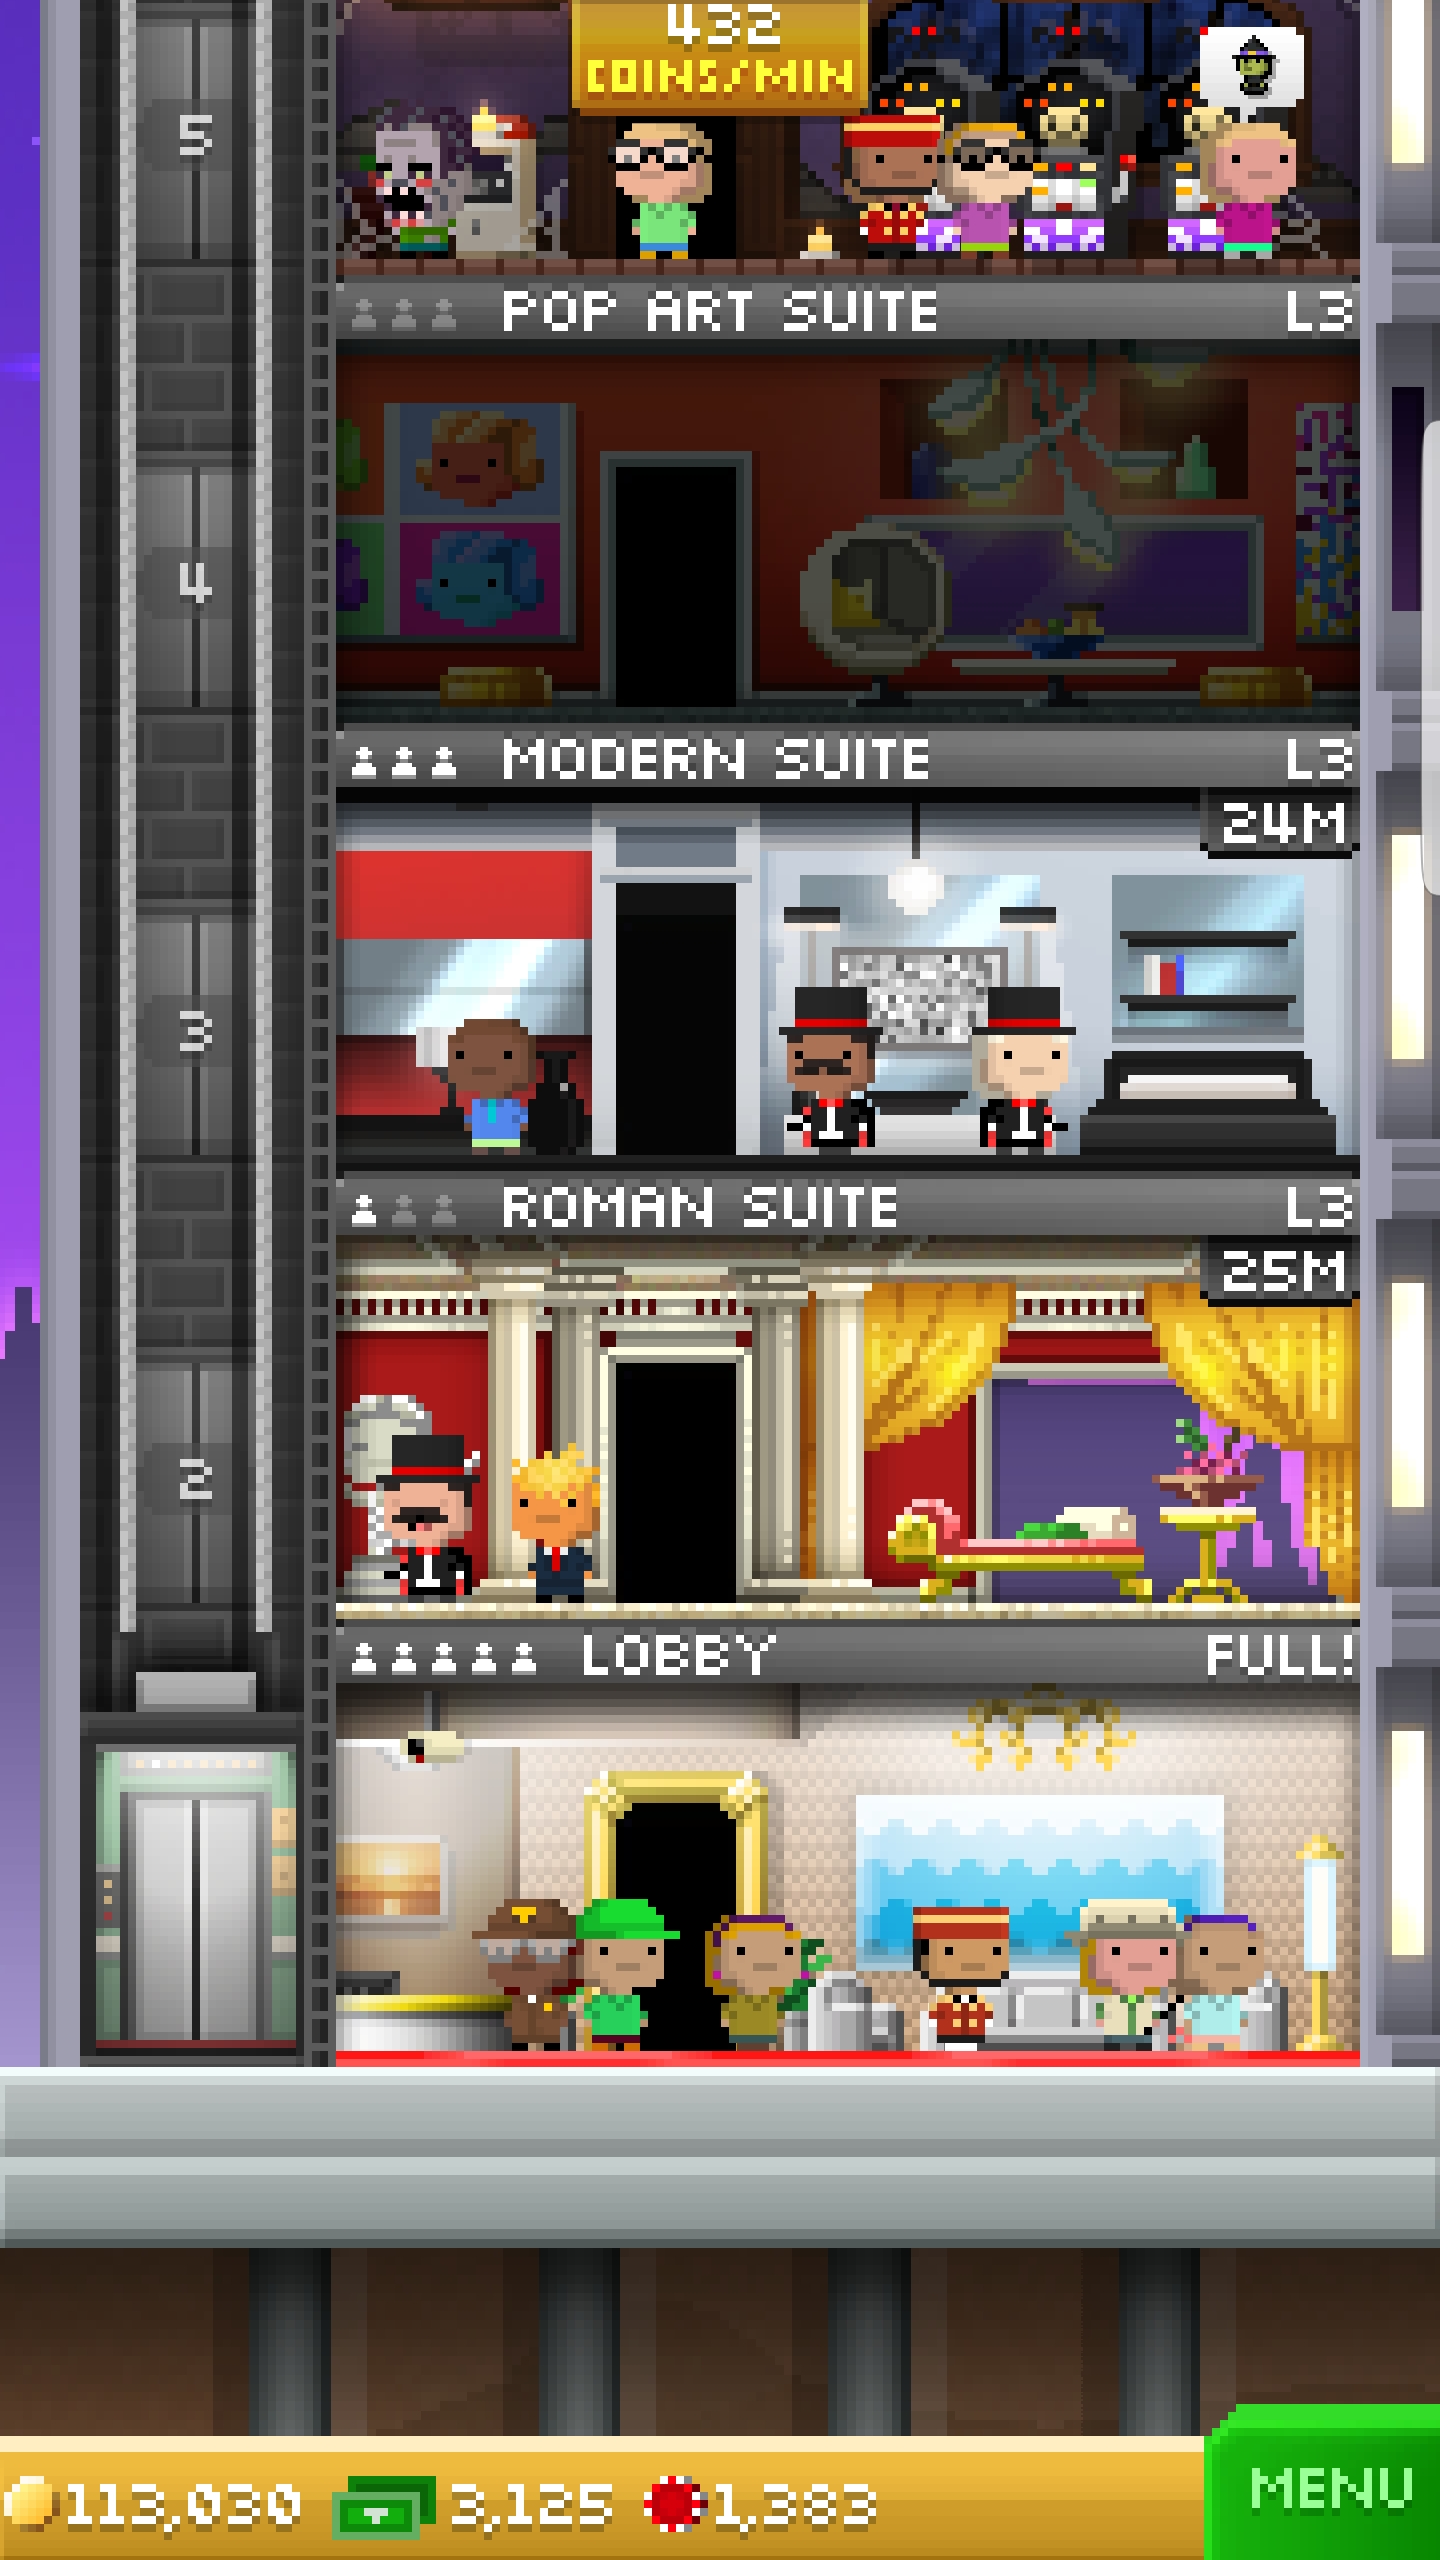 432
COINS/MIN
5
POP ART SUITE L3
4
MODERN SUITE L3
24M
3
ROMAN SUITE L3
25M
2
LOBBY FULL!
113,030 3,125 1,383 MENU